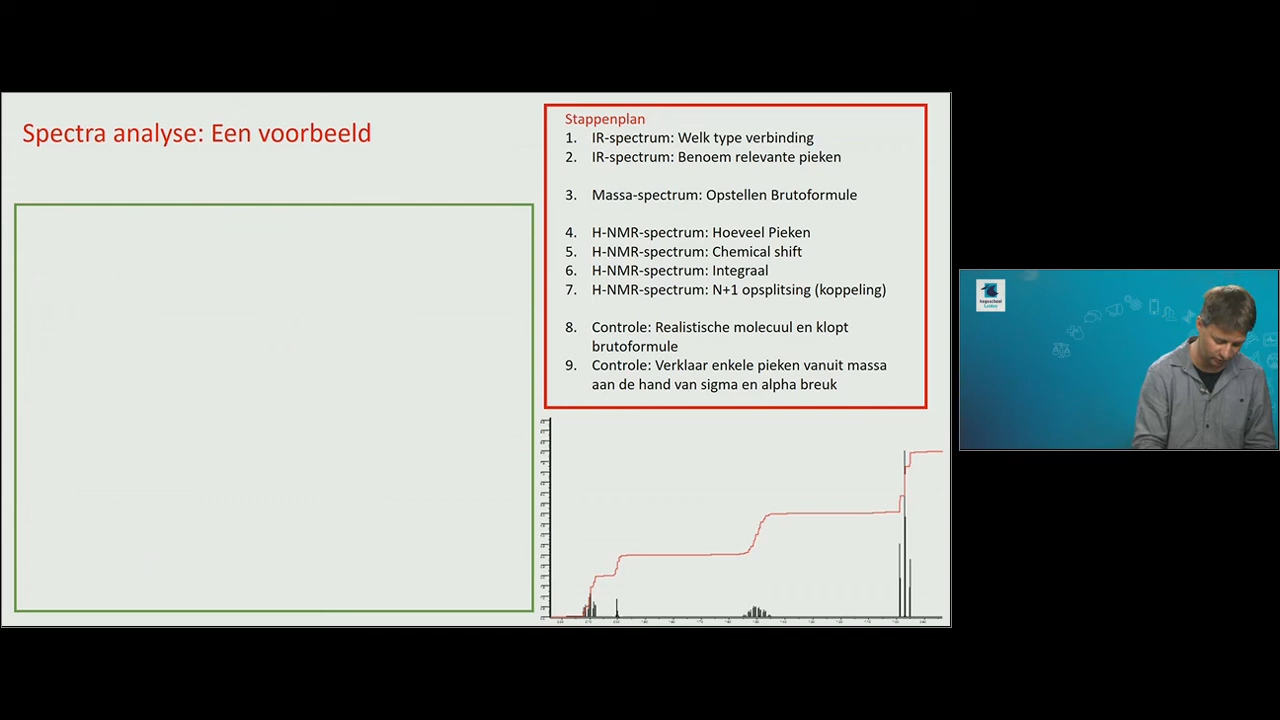 Spectra analyse: Een voorbeeld
Stappenplan
1. IR-spectrum: Welk type verbinding
2. IR-spectrum: Benoem relevante pieken
3. Massa-spectrum: Opstellen Brutoformule
4. H-NMR-spectrum: Hoeveel Pieken
5. H-NMR-spectrum: Chemical shift
6. H-NMR-spectrum: Integraal
7. H-NMR-spectrum: N+1 opsplitsing (koppeling)
8. Controle: Realistische molecuul en klopt
brutoformule
9. Controle: Verklaar enkele pieken vanuit massa
aan de hand van sigma en alpha breuk
hogeschool
Leiden